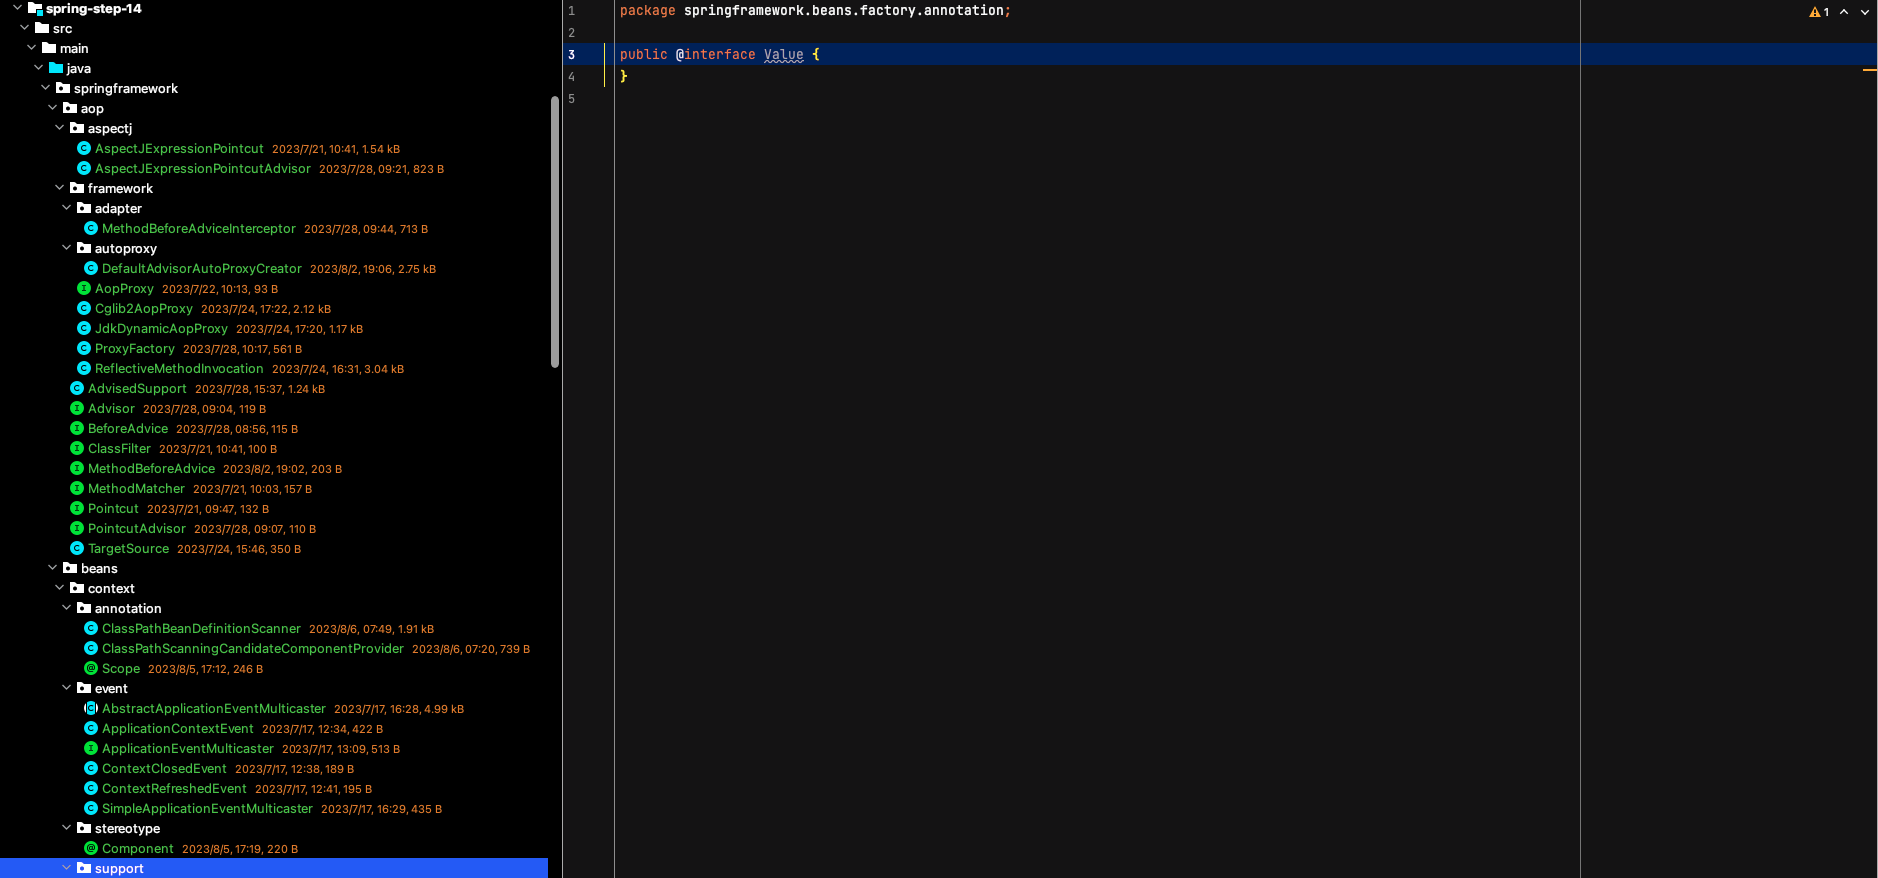 spring-step-14
src
main
java
springframework
aop
aspectj
AspectJExpressionPointcut 2023/7/21, 10:41, 1.54 kB
AspectJExpressionPointcutAdvisor 2023/7/28, 09:21, 823 B
framework
adapter
MethodBeforeAdviceInterceptor 2023/7/28, 09:44, 713 B
autoproxy
DefaultAdvisorAutoProxyCreator 2023/8/2, 19:06, 2.75 kB
AopProxy 2023/7/22, 10:13, 93 B
Cglib2AopProxy 2023/7/24, 17:22, 2.12 kB
JdkDynamicAopProxy 2023/7/24, 17:20, 1.17 kB
ProxyFactory 2023/7/28, 10:17, 561 B
ReflectiveMethodInvocation 2023/7/24, 16:31, 3.04 kB
AdvisedSupport 2023/7/28, 15:37, 1.24 kB
Advisor 2023/7/28, 09:04, 119 B
BeforeAdvice 2023/7/28, 08:56, 115 B
ClassFilter 2023/7/21, 10:41, 100 B
MethodBeforeAdvice 2023/8/2, 19:02, 203 B
MethodMatcher 2023/7/21, 10:03, 157 B
Pointcut 2023/7/21, 09:47, 132 B
PointcutAdvisor 2023/7/28, 09:07, 110 B
TargetSource 2023/7/24, 15:46, 350 B
beans
context
annotation
ClassPathBeanDefinitionScanner 2023/8/6, 07:49, 1.91 kB
ClassPathScanningCandidateComponentProvider 2023/8/6, 07:20, 739 B
Scope 2023/8/5, 17:12, 246 B
event
AbstractApplicationEventMulticaster 2023/7/17, 16:28, 4.99 kB
ApplicationContextEvent 2023/7/17, 12:34, 422 B
ApplicationEventMulticaster 2023/7/17, 13:09, 513 B
ContextClosedEvent 2023/7/17, 12:38, 189 B
ContextRefreshedEvent 2023/7/17, 12:41, 195 B
SimpleApplicationEventMulticaster 2023/7/17, 16:29, 435 B
stereotype
Component 2023/8/5, 17:19, 220 B
support
1 package springframework.beans.factory.annotation;
2
3 public @interface Value {
4 }
5
1